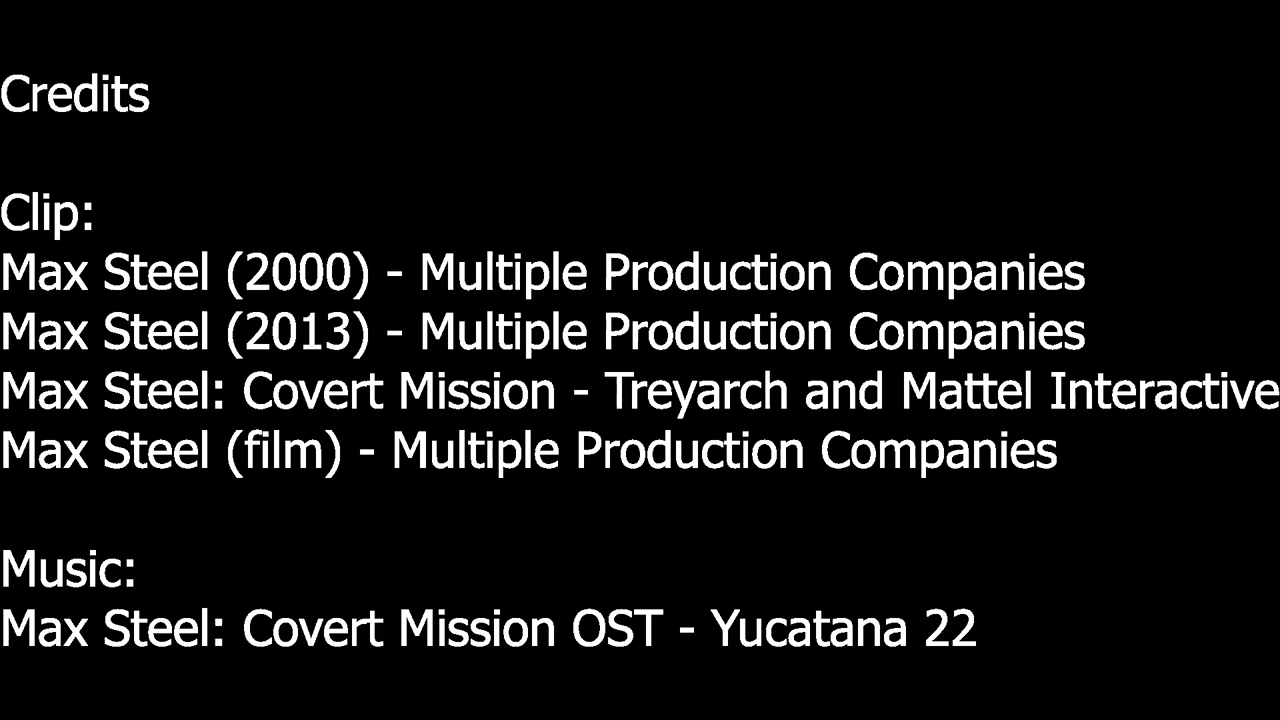 Credits
Clip:
Max Steel (2000) - Multiple Production Companies
Max Steel (2013) - Multiple Production Companies
Max Steel: Covert Mission - Treyarch and Mattel Interactive
Max Steel (film) - Multiple Production Companies
Music:
Max Steel: Covert Mission OST - Yucatana 22